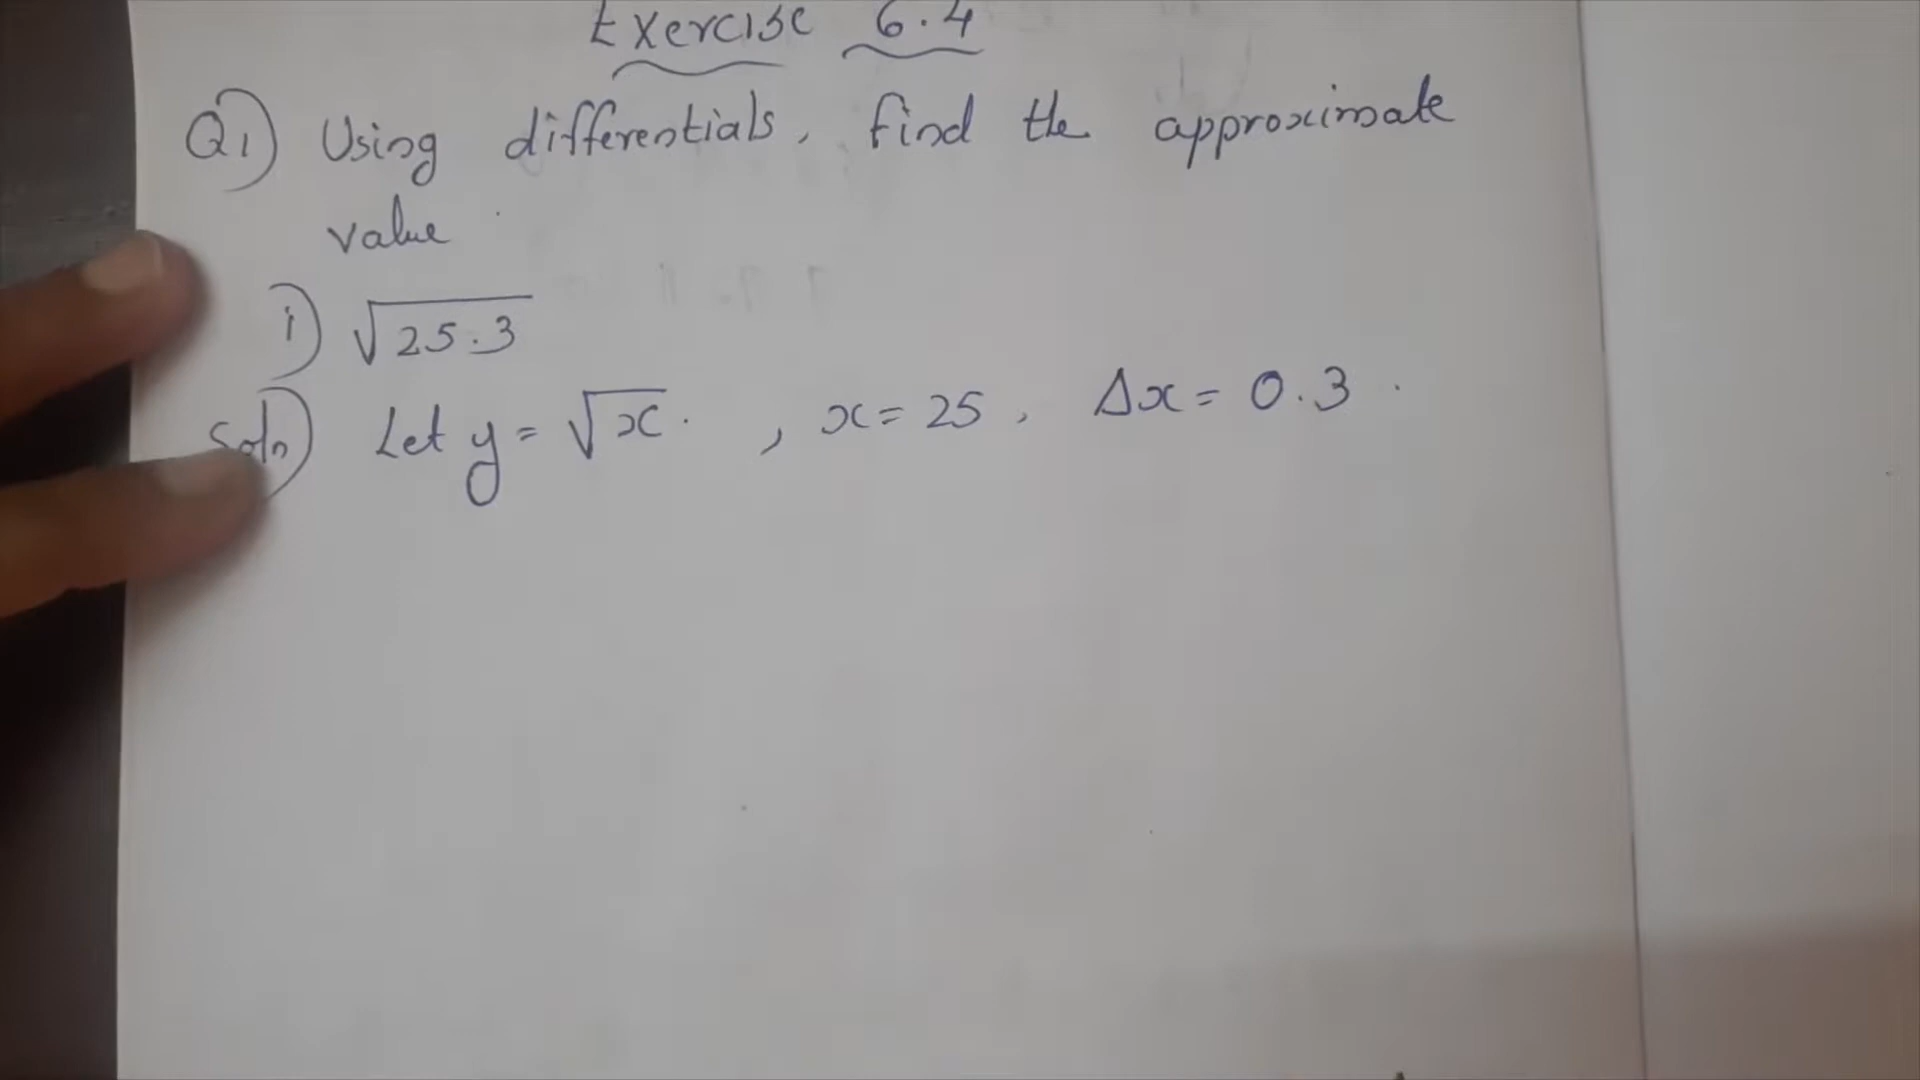 Exercise 6.4
Q1) Using differentials, find the approximate
value
i) √25.3
Soln) Let y = √x. , x = 25, Δx = 0.3.